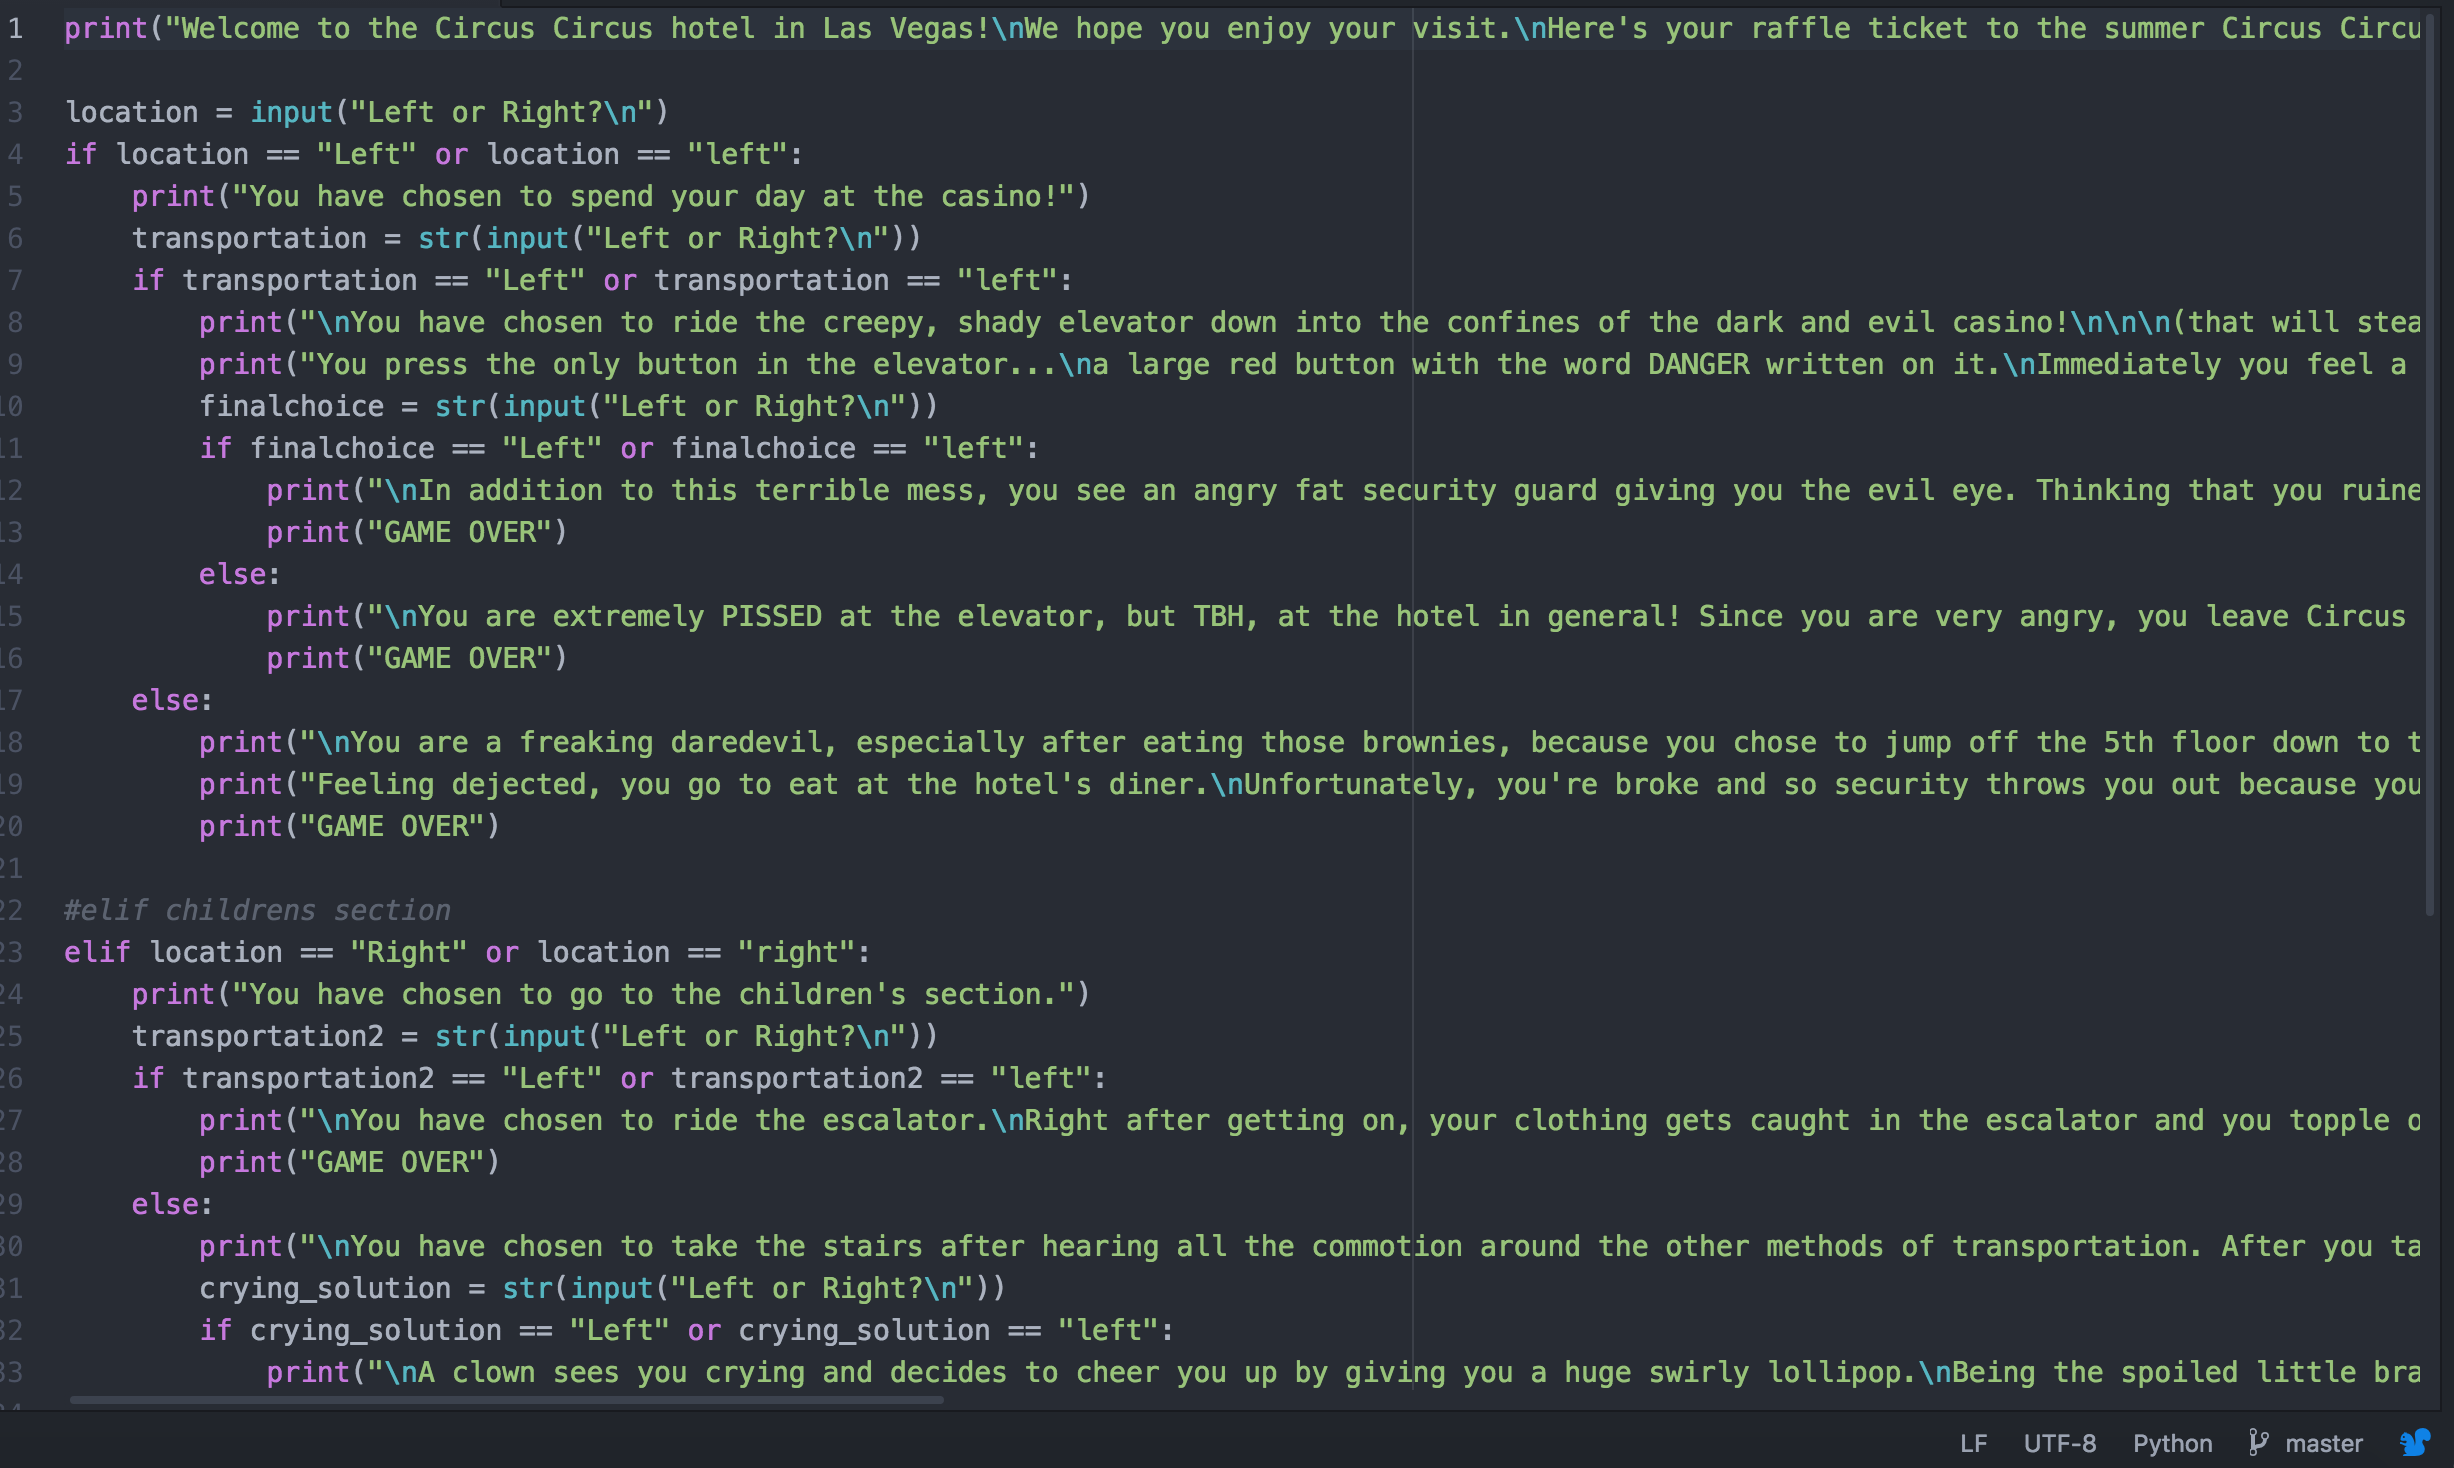 1 print("Welcome to the Circus Circus hotel in Las Vegas!\nWe hope you enjoy your visit.\nHere's your raffle ticket to the summer Circus Circu
2
3 location = input("Left or Right?\n")
4 if location == "Left" or location == "left":
5     print("You have chosen to spend your day at the casino!")
6     transportation = str(input("Left or Right?\n"))
7     if transportation == "Left" or transportation == "left":
8         print("\nYou have chosen to ride the creepy, shady elevator down into the confines of the dark and evil casino!\n\n\n(that will stea
9         print("You press the only button in the elevator...\na large red button with the word DANGER written on it.\nImmediately you feel a
10         finalchoice = str(input("Left or Right?\n"))
11         if finalchoice == "Left" or finalchoice == "left":
12             print("\nIn addition to this terrible mess, you see an angry fat security guard giving you the evil eye. Thinking that you ruine
13             print("GAME OVER")
14         else:
15             print("\nYou are extremely PISSED at the elevator, but TBH, at the hotel in general! Since you are very angry, you leave Circus
16             print("GAME OVER")
17     else:
18         print("\nYou are a freaking daredevil, especially after eating those brownies, because you chose to jump off the 5th floor down to t
19         print("Feeling dejected, you go to eat at the hotel's diner.\nUnfortunately, you're broke and so security throws you out because you
20         print("GAME OVER")
21
22 #elif childrens section
23 elif location == "Right" or location == "right":
24     print("You have chosen to go to the children's section.")
25     transportation2 = str(input("Left or Right?\n"))
26     if transportation2 == "Left" or transportation2 == "left":
27         print("\nYou have chosen to ride the escalator.\nRight after getting on, your clothing gets caught in the escalator and you topple o
28         print("GAME OVER")
29     else:
30         print("\nYou have chosen to take the stairs after hearing all the commotion around the other methods of transportation. After you ta
31         crying_solution = str(input("Left or Right?\n"))
32         if crying_solution == "Left" or crying_solution == "left":
33             print("\nA clown sees you crying and decides to cheer you up by giving you a huge swirly lollipop.\nBeing the spoiled little bra
LF UTF-8 Python master